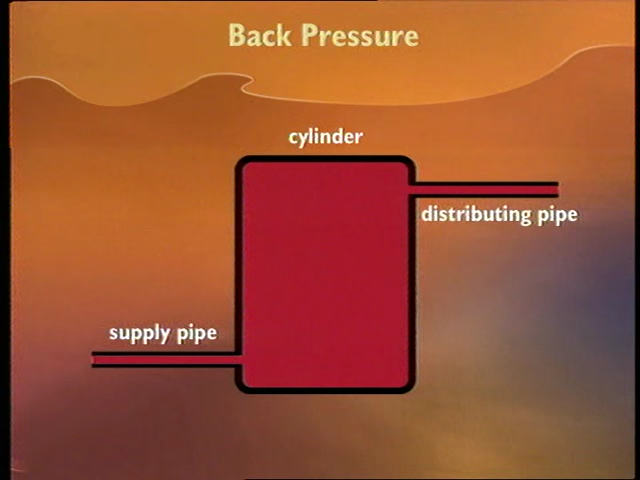 Back Pressure
cylinder
distributing pipe
supply pipe